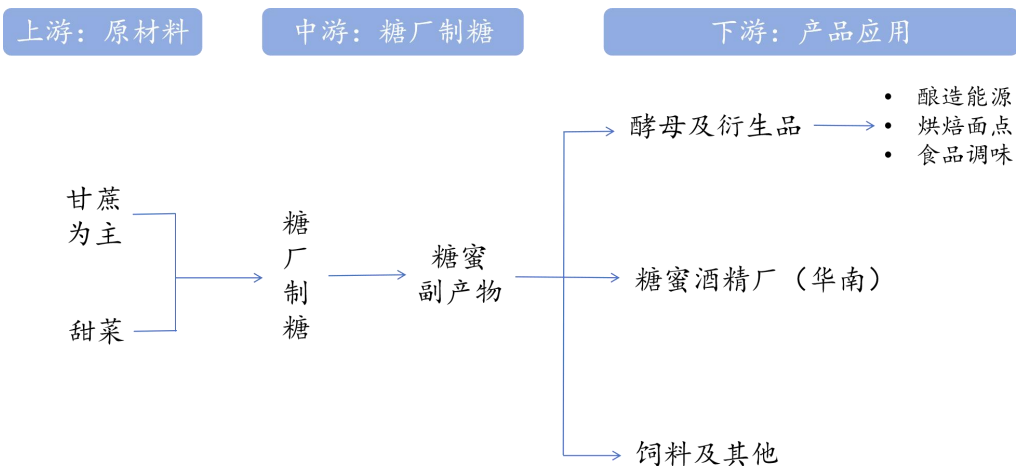 上游：原材料
中游：糖厂制糖
下游：产品应用
甘蔗
为主
甜菜
糖
厂
制
糖
糖蜜
副产物
酵母及衍生品
• 酿造能源
• 烘焙面点
• 食品调味
糖蜜酒精厂（华南）
饲料及其他